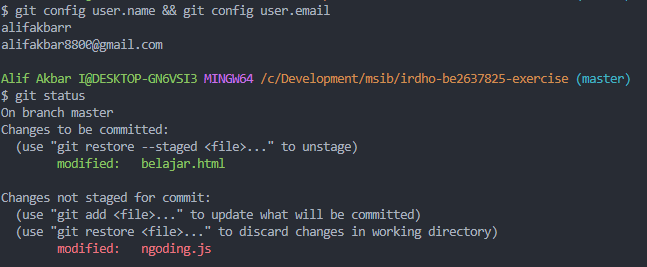 $ git config user.name && git config user.email
alifakbarr
alifakbar8800@gmail.com
Alif Akbar I@DESKTOP-GN6VSI3 MINGW64 /c/Development/msib/irdho-be2637825-exercise (master)
$ git status
On branch master
Changes to be committed:
  (use "git restore --staged <file>..." to unstage)
        modified:   belajar.html

Changes not staged for commit:
  (use "git add <file>..." to update what will be committed)
  (use "git restore <file>..." to discard changes in working directory)
        modified:   ngoding.js